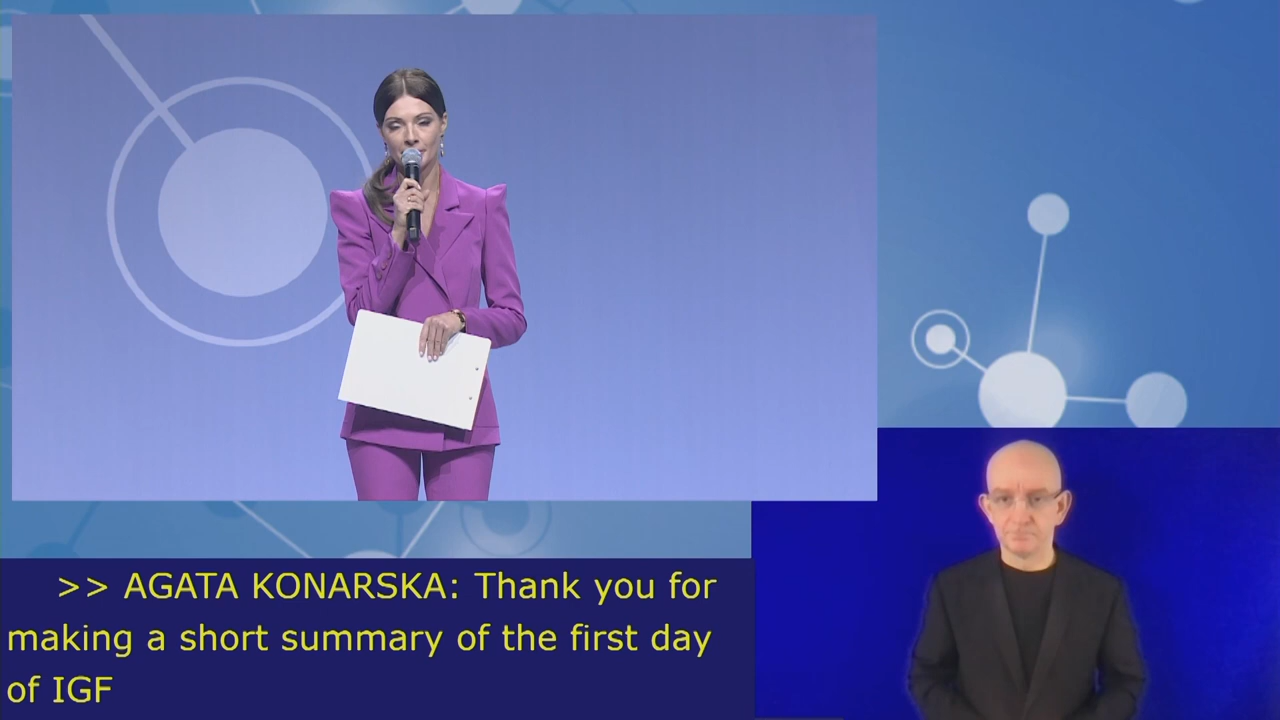 >> AGATA KONARSKA: Thank you for
making a short summary of the first day
of IGF